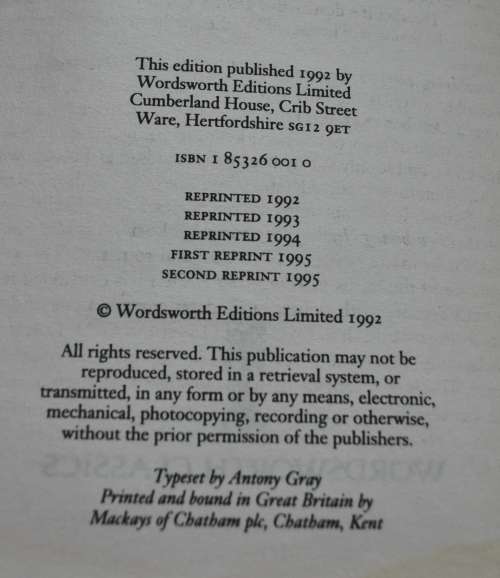 This edition published 1992 by
Wordsworth Editions Limited
Cumberland House, Crib Street
Ware, Hertfordshire SG12 9ET
ISBN 1 85326 001 0
REPRINTED 1992
REPRINTED 1993
REPRINTED 1994
FIRST REPRINT 1995
SECOND REPRINT 1995
© Wordsworth Editions Limited 1992
All rights reserved. This publication may not be
reproduced, stored in a retrieval system, or
transmitted, in any form or by any means, electronic,
mechanical, photocopying, recording or otherwise,
without the prior permission of the publishers.
Typeset by Antony Gray
Printed and bound in Great Britain by
Mackays of Chatham plc, Chatham, Kent